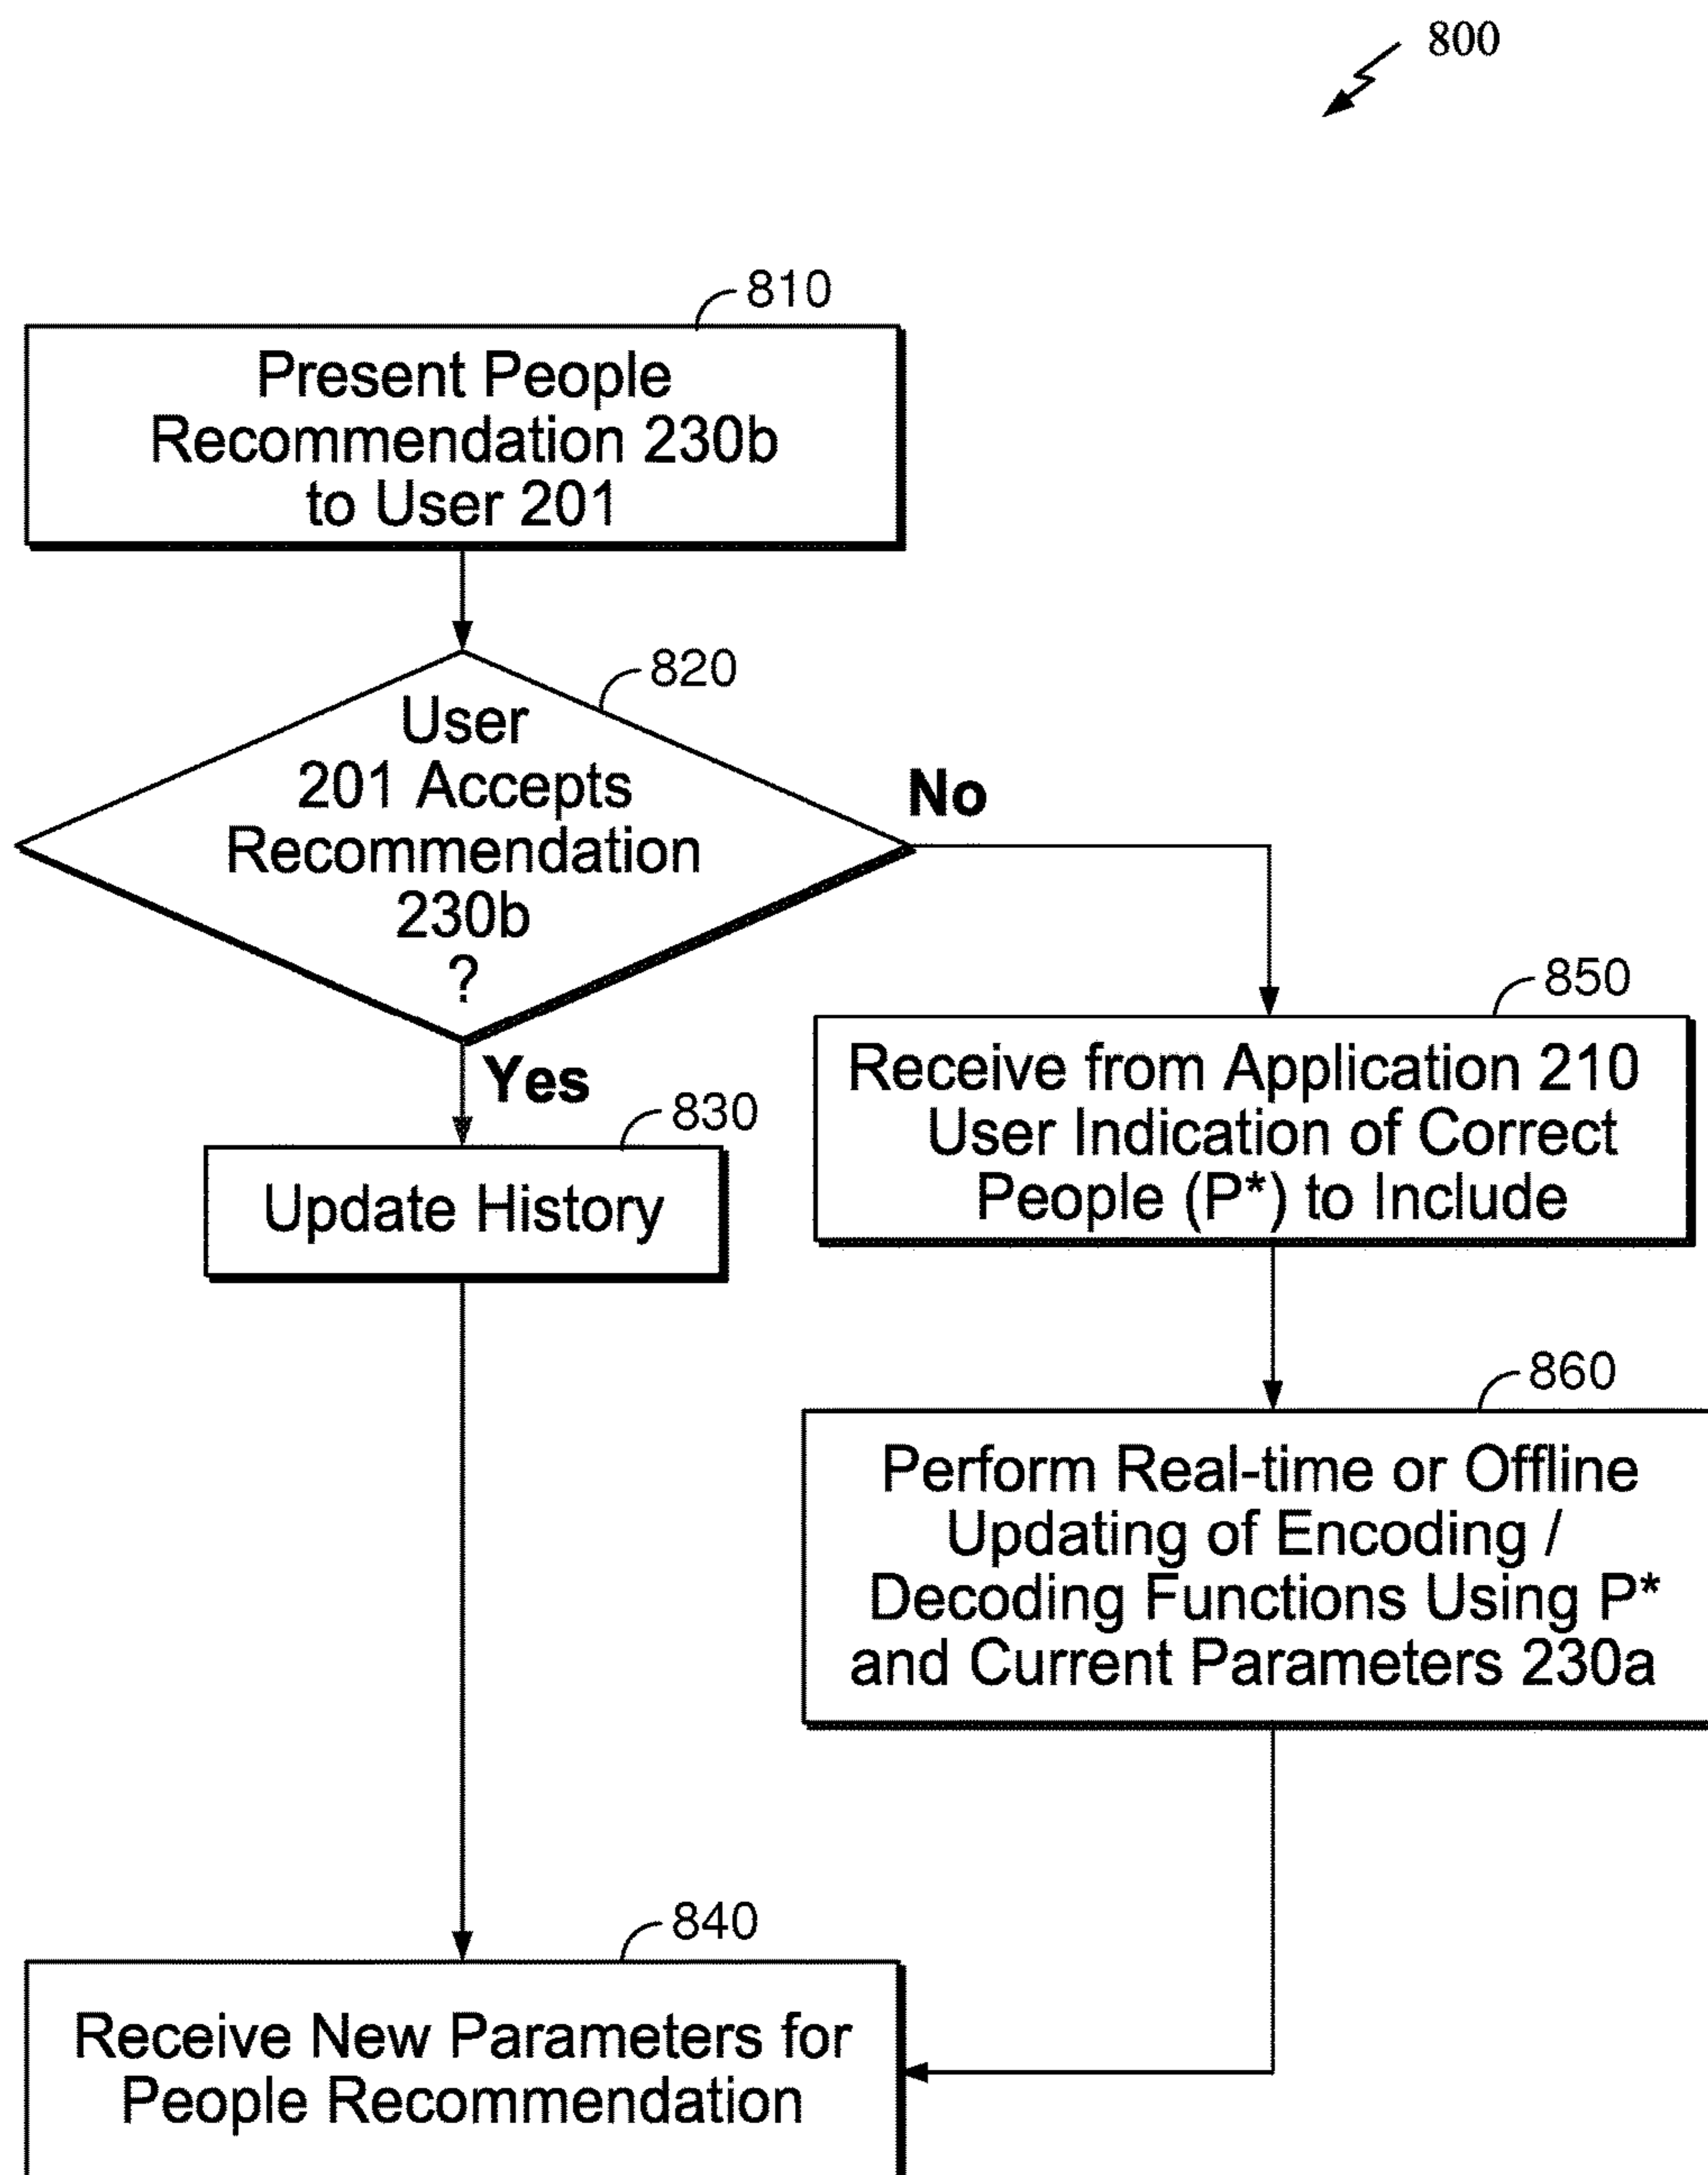 800
810
Present People
Recommendation 230b
to User 201
820
User
201 Accepts
Recommendation
230b
?
No
Yes
830
Update History
850
Receive from Application 210
User Indication of Correct
People (P*) to Include
860
Perform Real-time or Offline
Updating of Encoding /
Decoding Functions Using P*
and Current Parameters 230a
840
Receive New Parameters for
People Recommendation